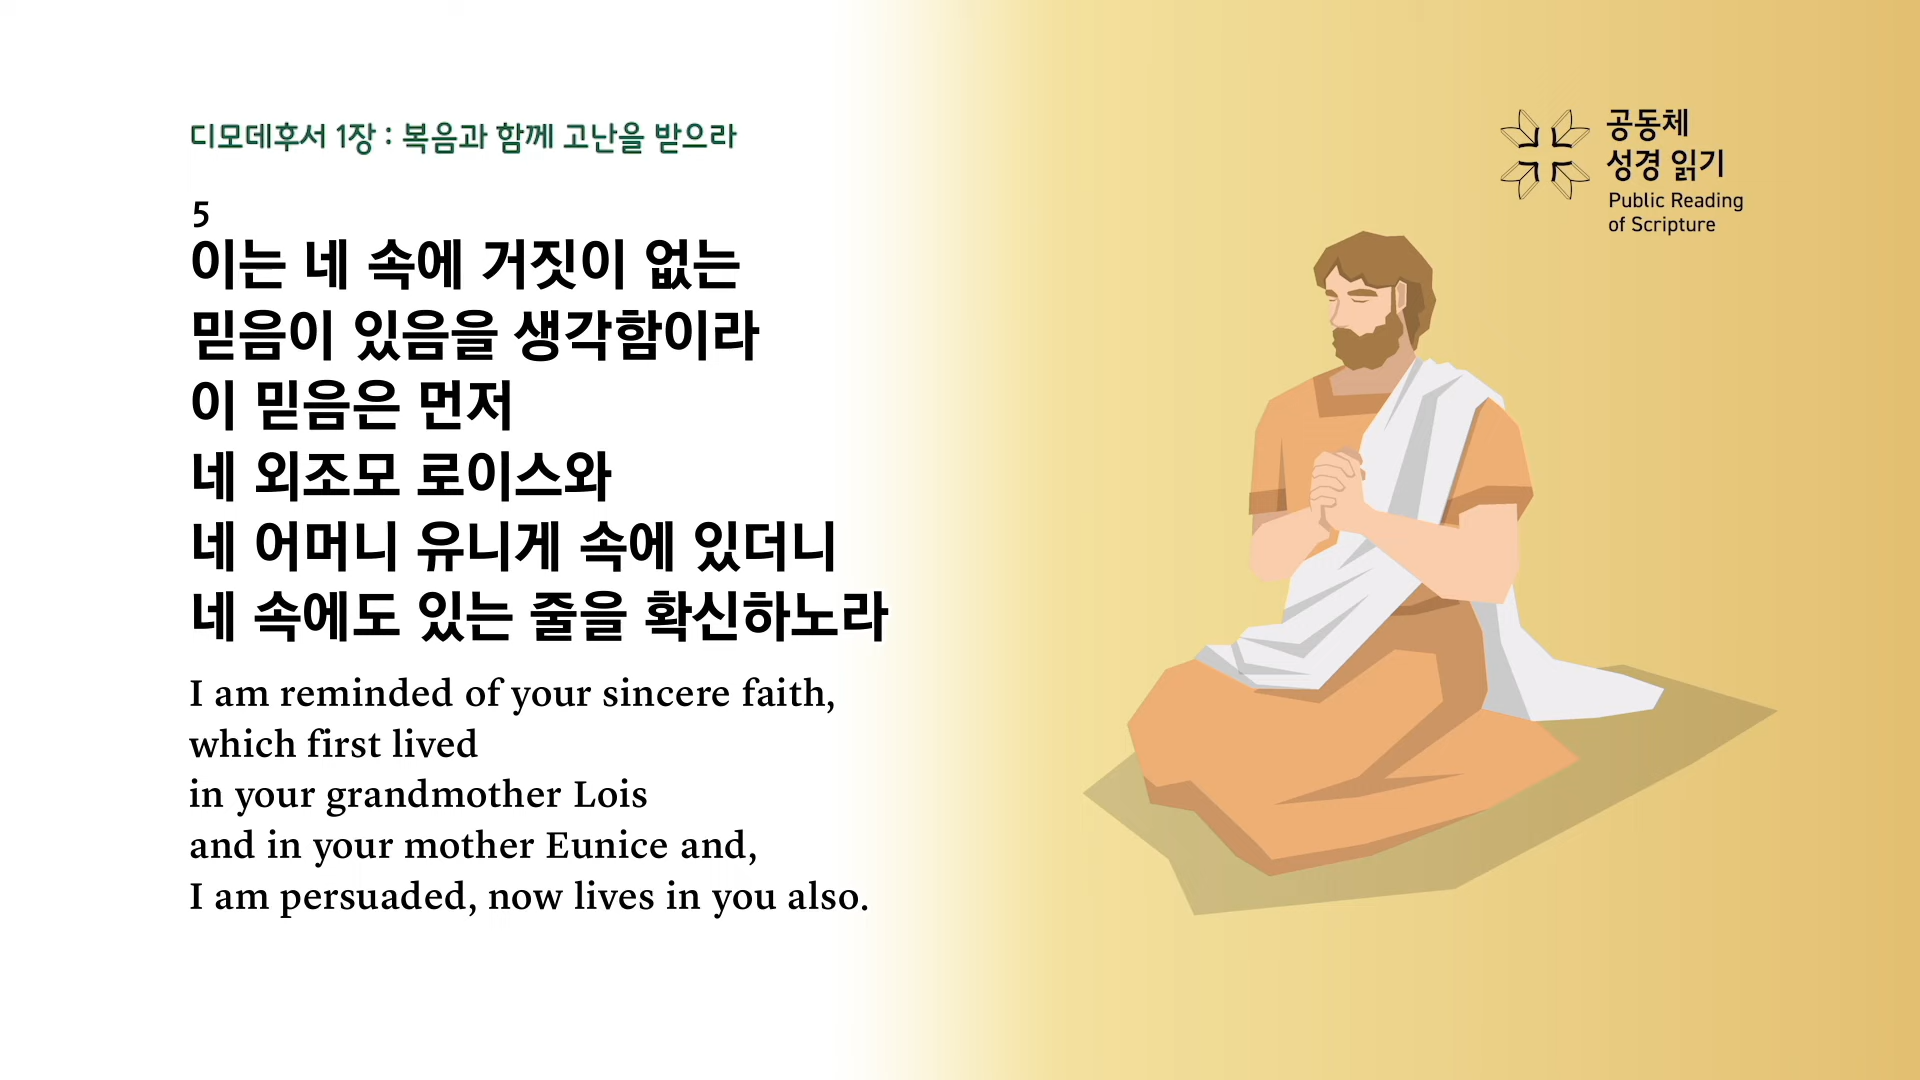 디모데후서 1장 : 복음과 함께 고난을 받으라
5
이는 네 속에 거짓이 없는
믿음이 있음을 생각함이라
이 믿음은 먼저
네 외조모 로이스와
네 어머니 유니게 속에 있더니
네 속에도 있는 줄을 확신하노라
I am reminded of your sincere faith,
which first lived
in your grandmother Lois
and in your mother Eunice and,
I am persuaded, now lives in you also.
공동체
성경 읽기
Public Reading
of Scripture